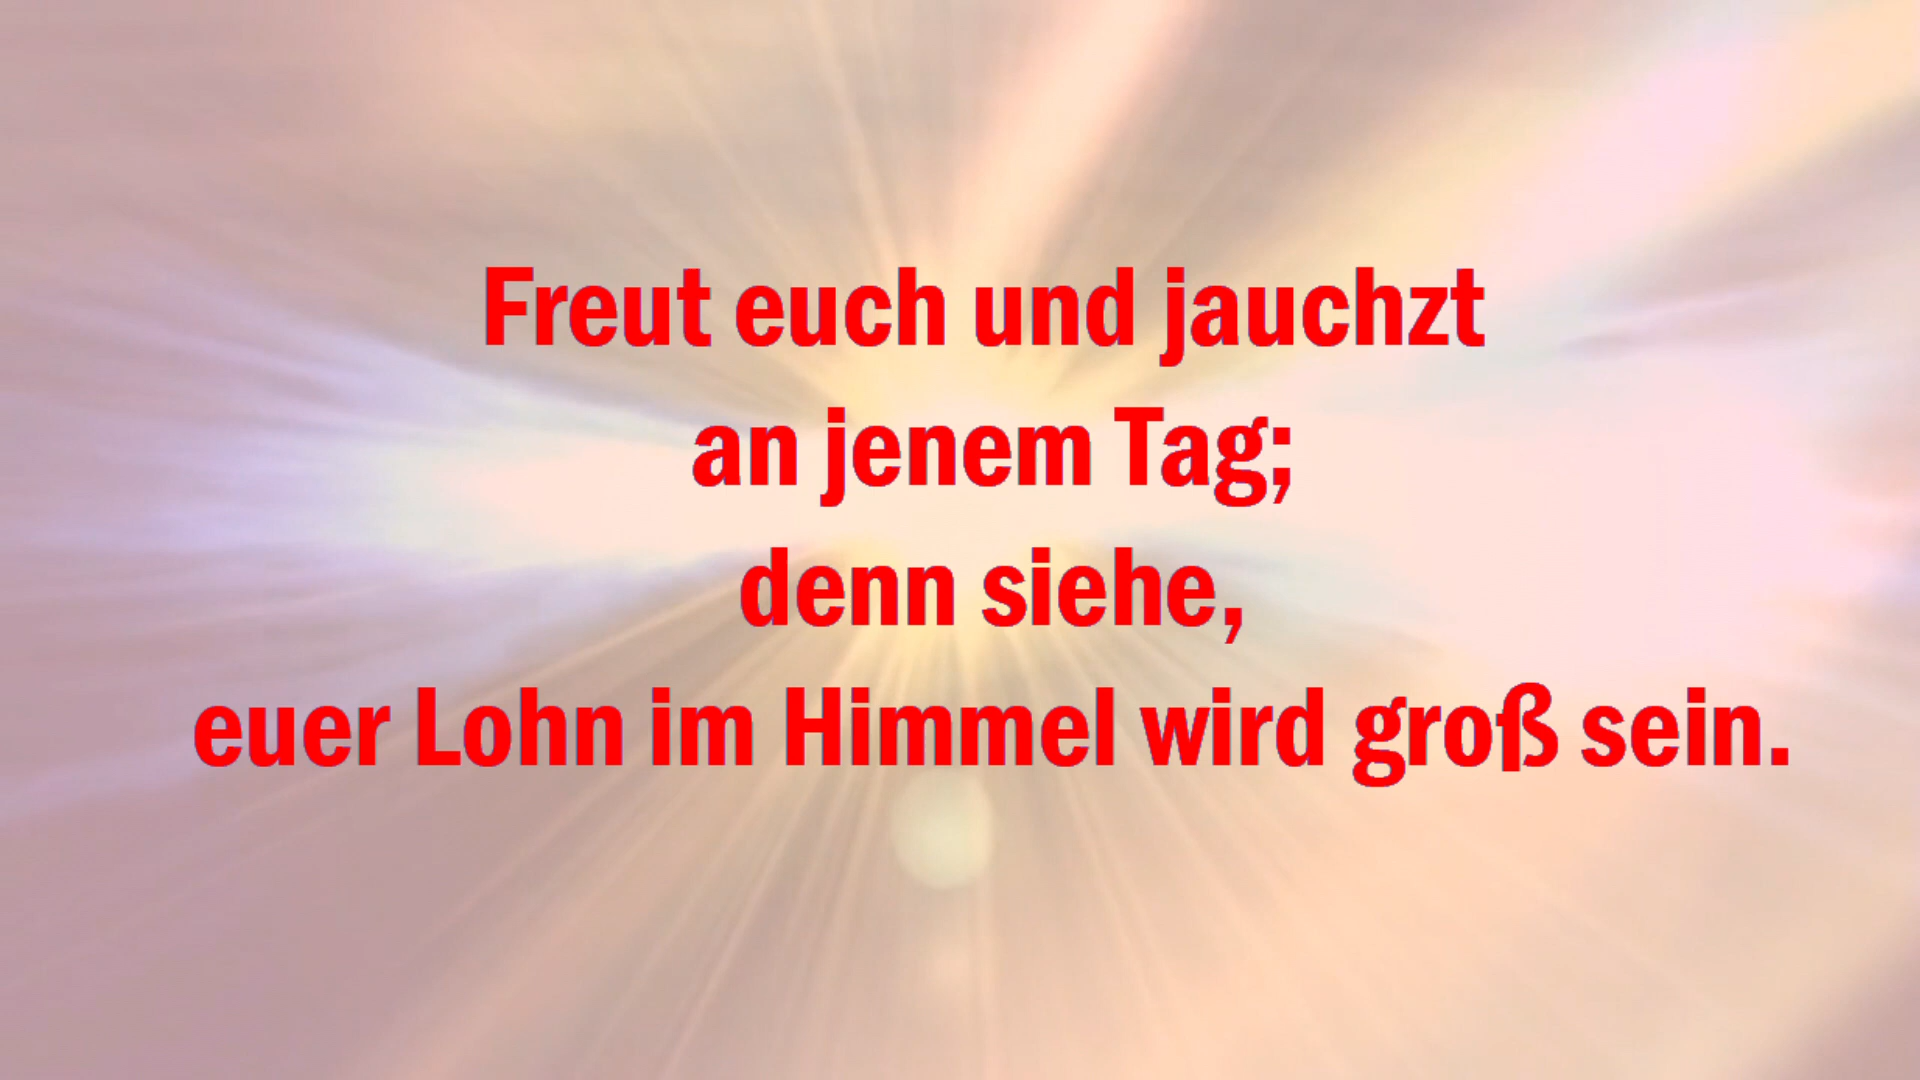 Freut euch und jauchzt
an jenem Tag;
denn siehe,
euer Lohn im Himmel wird groß sein.